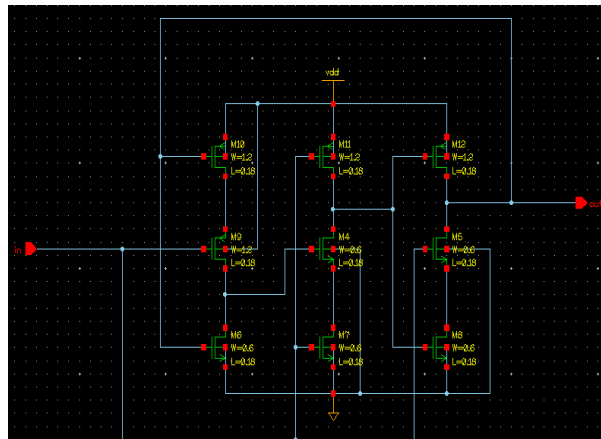 vdd
M10
W=1.2
L=0.18
M11
W=1.2
L=0.18
M12
W=1.2
L=0.18
in
M9
W=1.2
L=0.18
M4
W=0.6
L=0.18
M5
W=0.6
L=0.18
out
M6
W=0.6
L=0.18
M7
W=0.6
L=0.18
M8
W=0.6
L=0.18